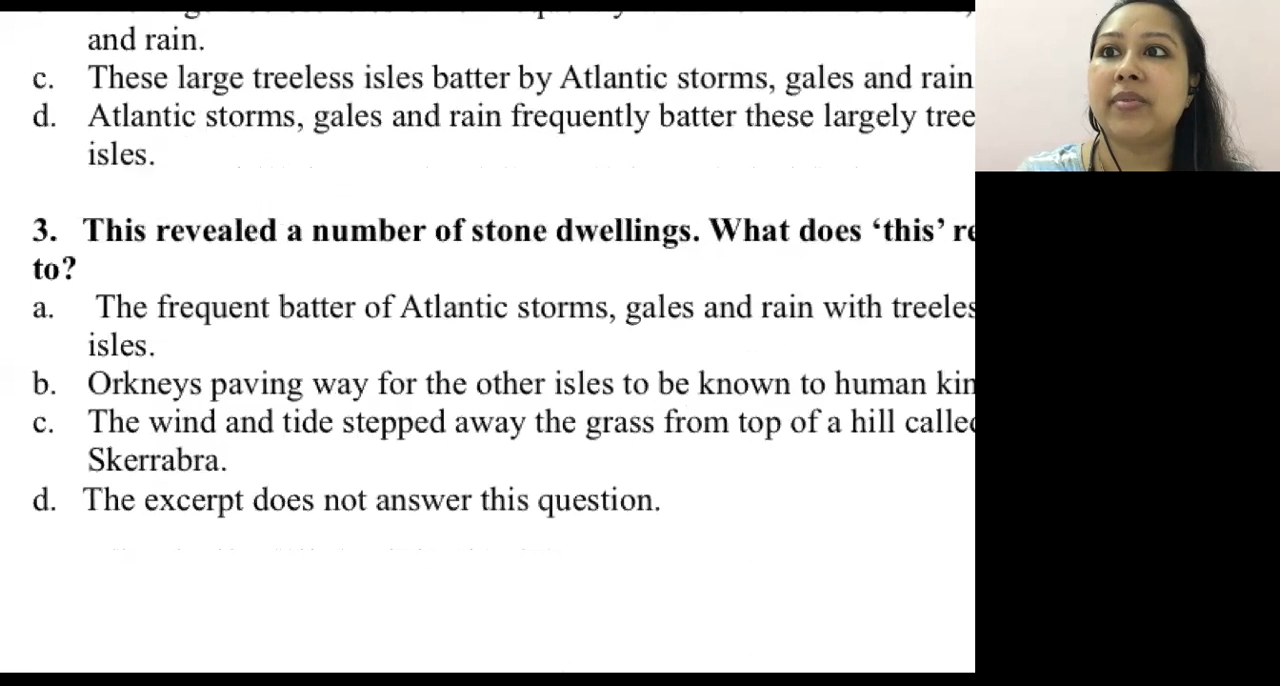 and rain.
c. These large treeless isles batter by Atlantic storms, gales and rain
d. Atlantic storms, gales and rain frequently batter these largely tree
isles.
3. This revealed a number of stone dwellings. What does ‘this’ re
to?
a. The frequent batter of Atlantic storms, gales and rain with treeles
isles.
b. Orkneys paving way for the other isles to be known to human kin
c. The wind and tide stepped away the grass from top of a hill called
Skerrabra.
d. The excerpt does not answer this question.